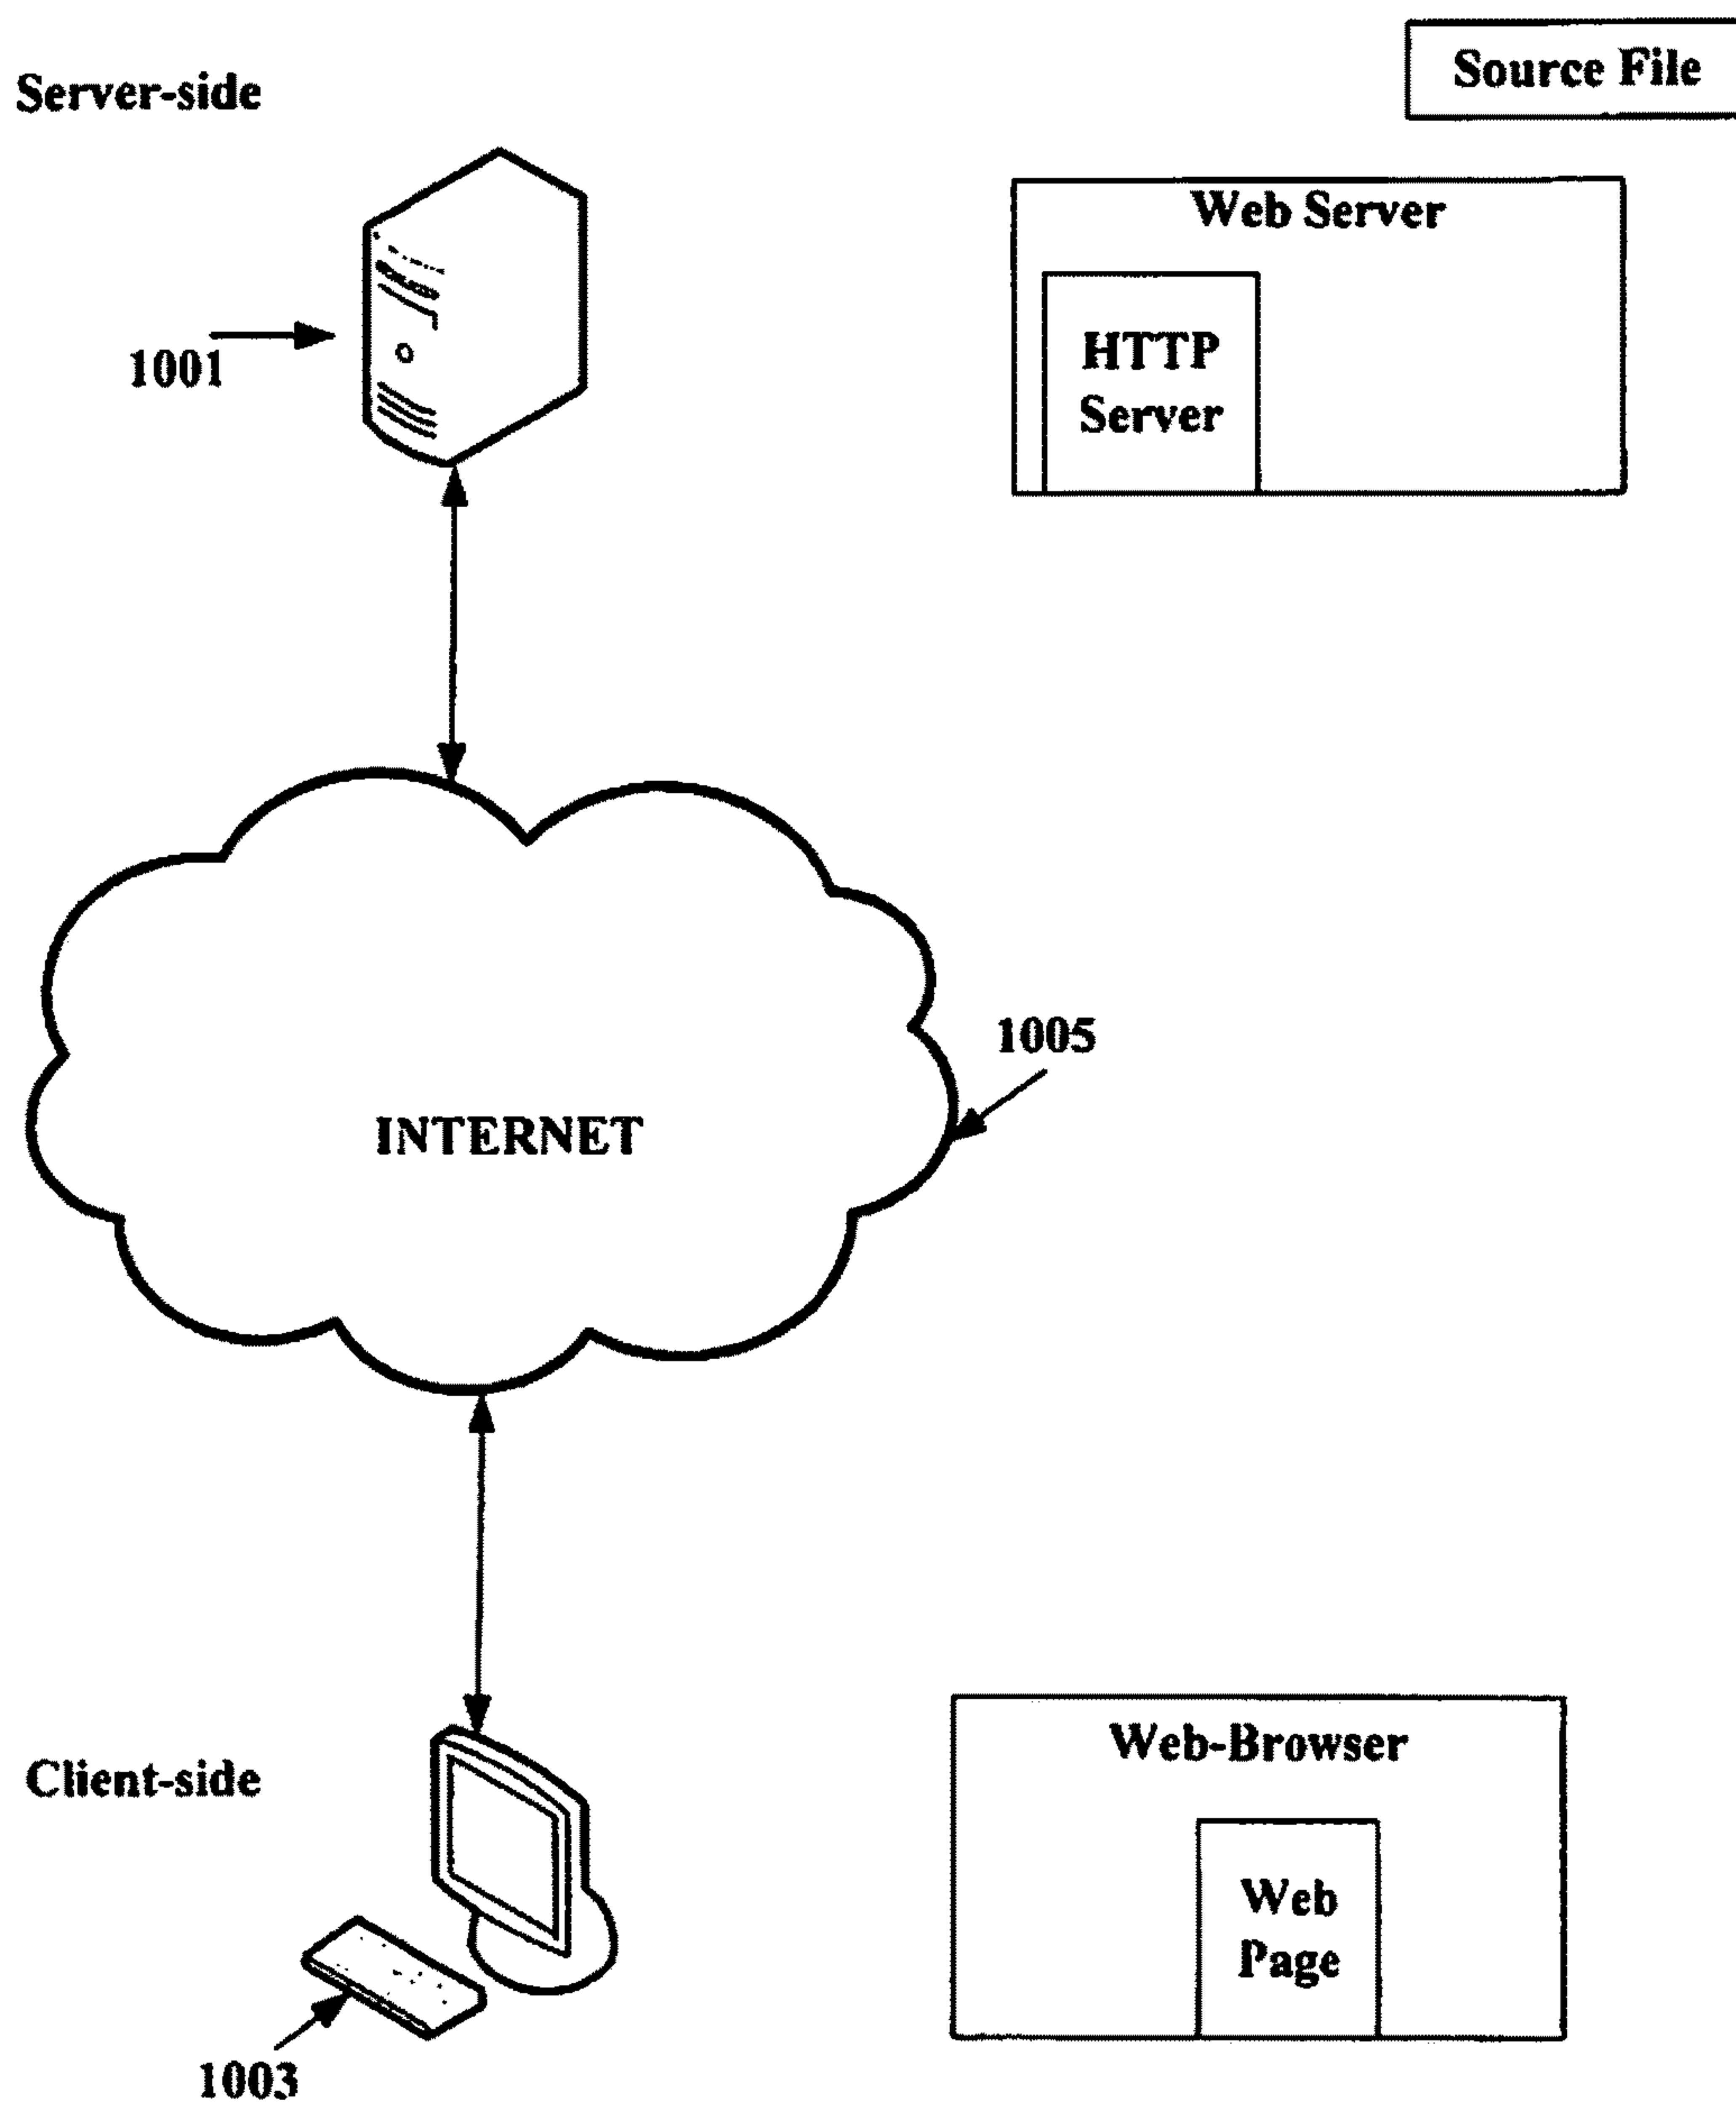 Source File
Server-side
Web Server
HTTP
Server
1001
1005
INTERNET
Web-Browser
Client-side
Web
Page
1003